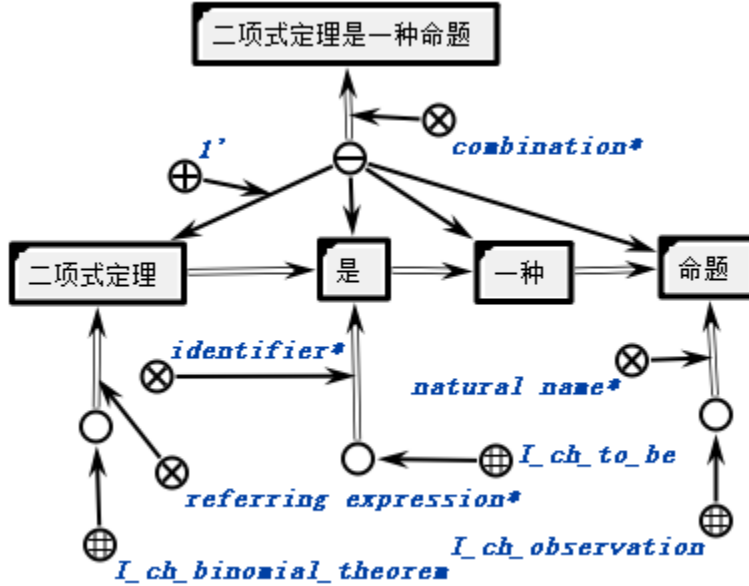 二项式定理是一种命题
combination*
1'
二项式定理
是
一种
命题
identifier*
natural name*
I_ch_to_be
referring expression*
I_ch_observation
I_ch_binomial_theorem